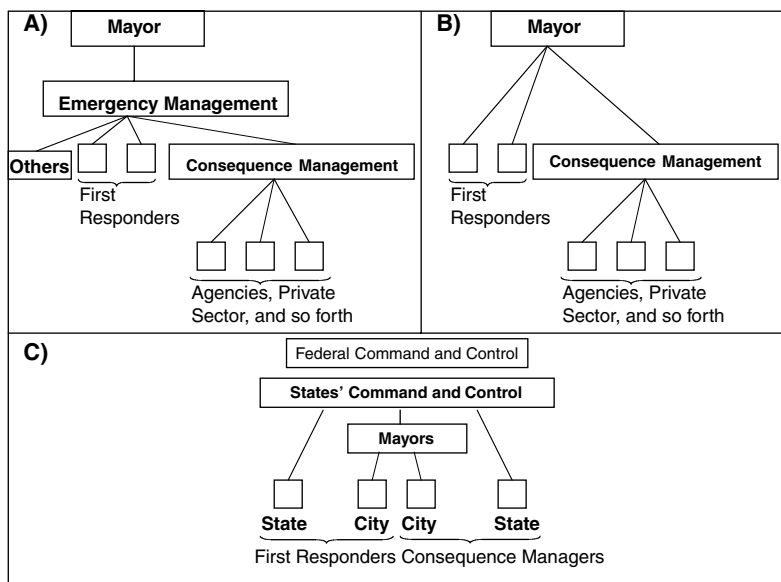 A)
Mayor
Emergency Management
Others
Consequence Management
First
Responders
Agencies, Private
Sector, and so forth
B)
Mayor
Consequence Management
First
Responders
Agencies, Private
Sector, and so forth
C)
Federal Command and Control
States’ Command and Control
Mayors
State City City State
First Responders Consequence Managers